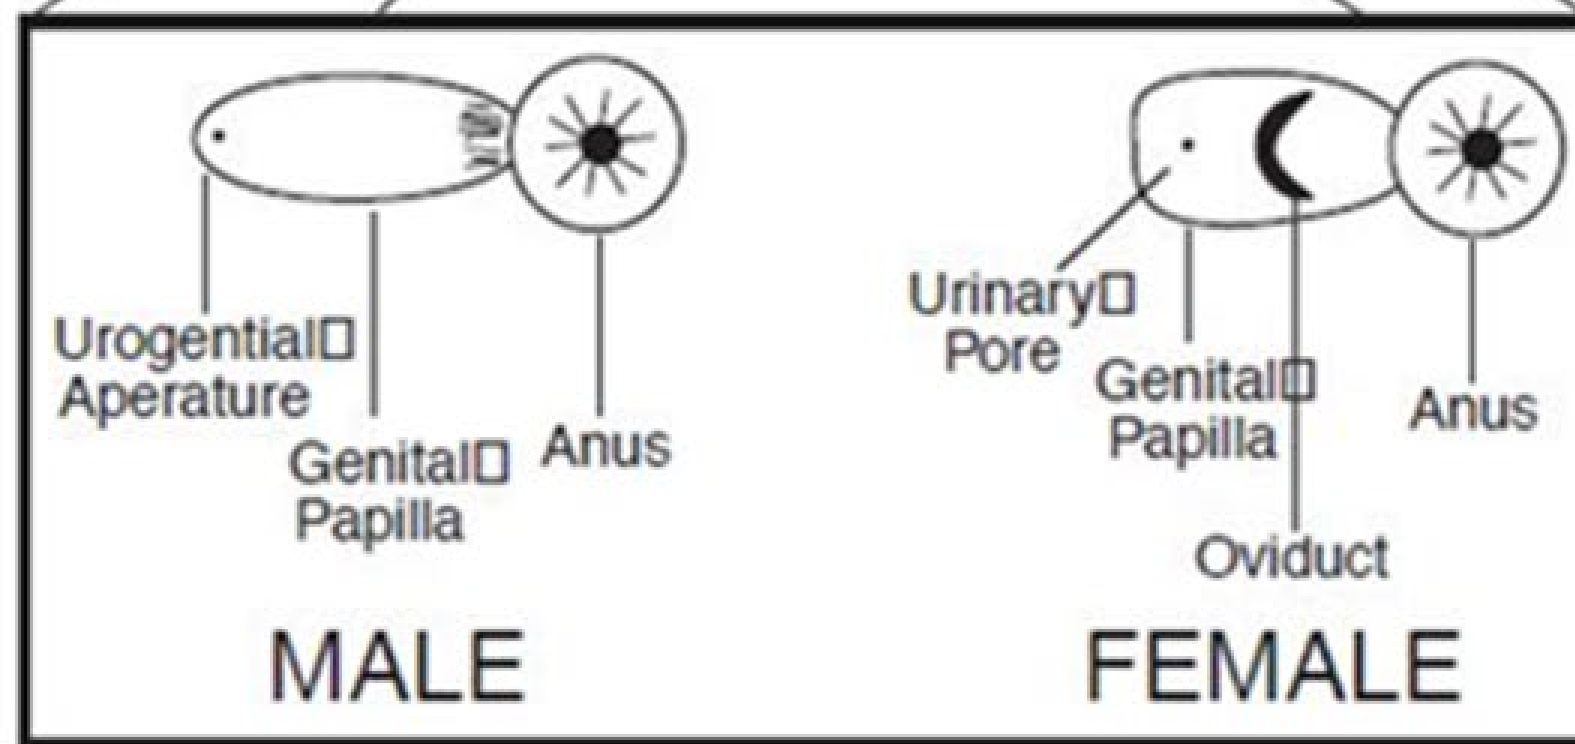 Urogential□
Aperature
Genital□
Papilla
Anus
MALE
Urinary□
Pore
Genital□
Papilla
Oviduct
Anus
FEMALE